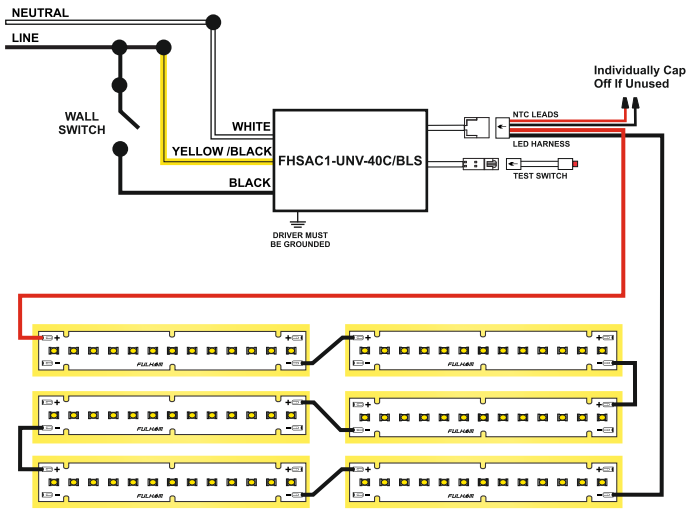 NEUTRAL
LINE
Individually Cap
Off If Unused
WALL
SWITCH
WHITE
YELLOW /BLACK
BLACK
FHSAC1-UNV-40C/BLS
NTC LEADS
LED HARNESS
TEST SWITCH
DRIVER MUST
BE GROUNDED
+ +
- -
FULHAM
+ +
- -
FULHAM
+ +
- -
FULHAM
+ +
- -
FULHAM
+ +
- -
FULHAM
+ +
- -
FULHAM